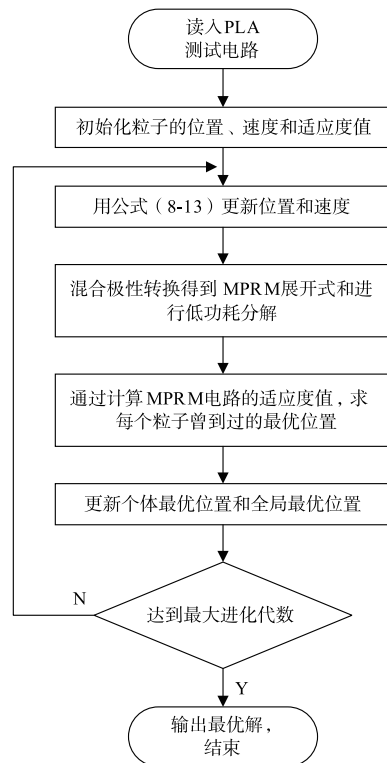 读入PLA
测试电路
初始化粒子的位置、速度和适应度值
用公式（8-13）更新位置和速度
混合极性转换得到 MPRM展开式和进
行低功耗分解
通过计算MPRM电路的适应度值，求
每个粒子曾到过的最优位置
更新个体最优位置和全局最优位置
N
达到最大进化代数
Y
输出最优解，
结束